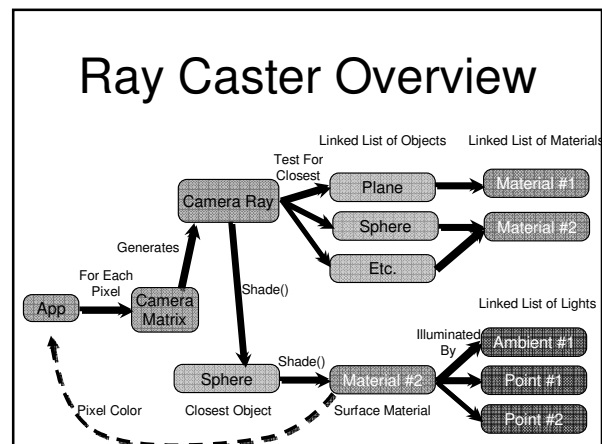 Ray Caster Overview
Linked List of Objects
Linked List of Materials
Test For
Closest
Plane
Material #1
Camera Ray
Sphere
Material #2
Generates
Etc.
For Each
Pixel
Shade()
App
Camera
Matrix
Linked List of Lights
Illuminated
By
Ambient #1
Shade()
Sphere
Material #2
Point #1
Pixel Color
Closest Object
Surface Material
Point #2